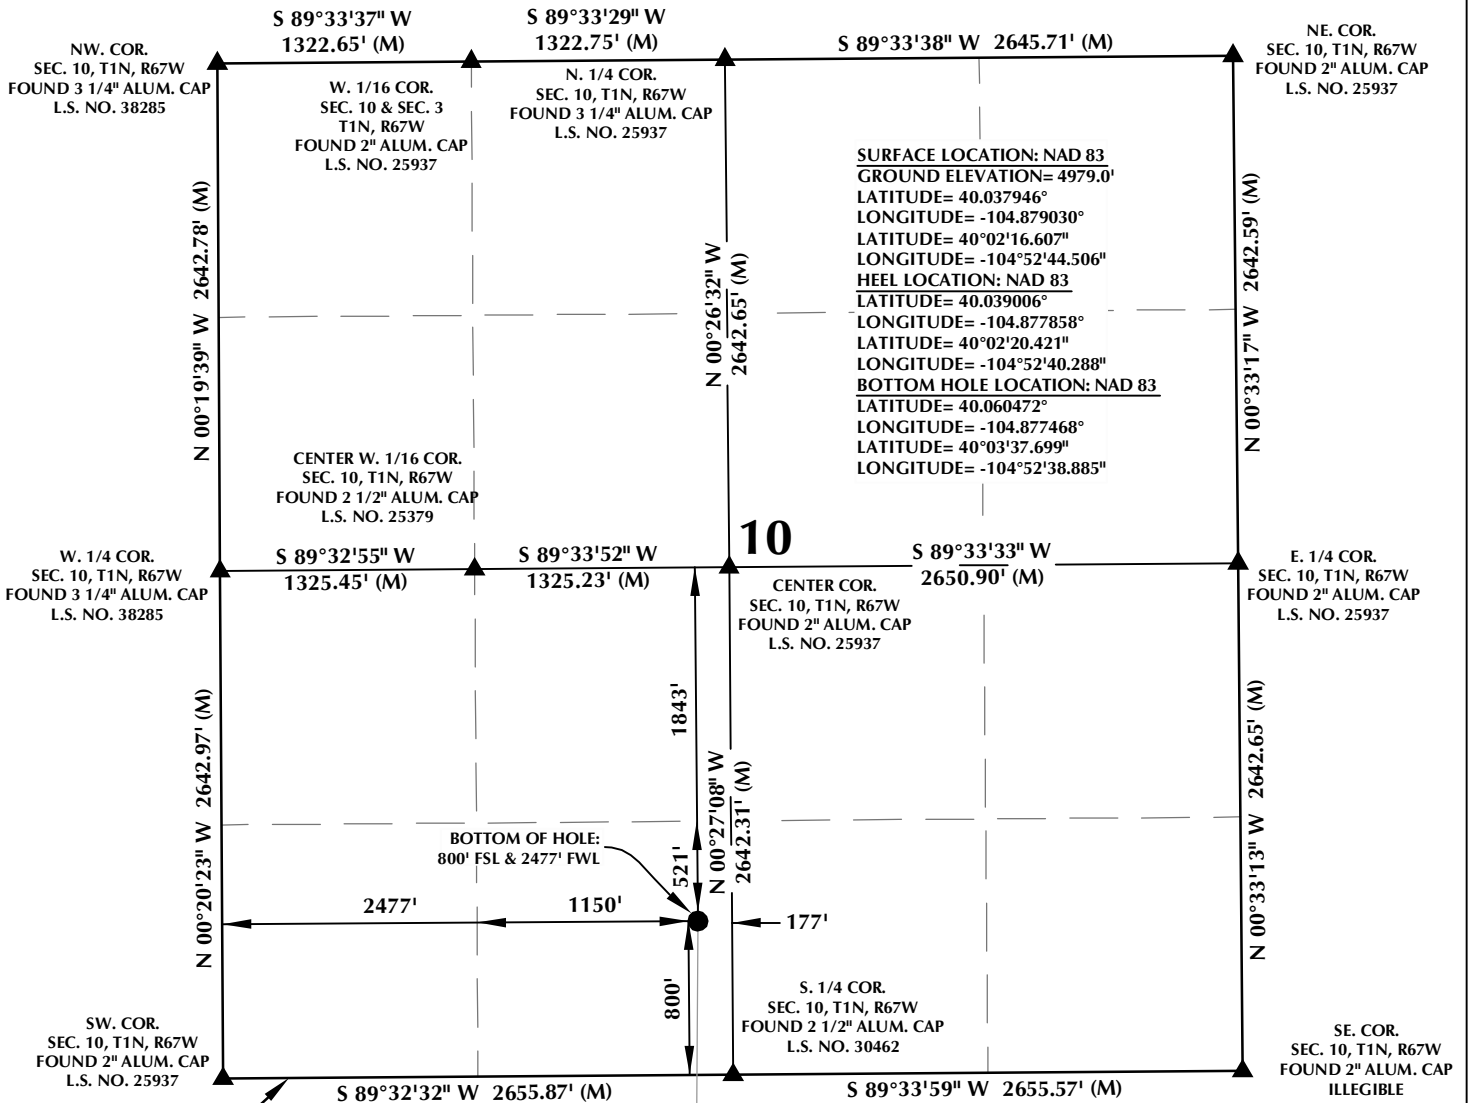 S 89°33'37" W
1322.65' (M)
S 89°33'29" W
1322.75' (M)
S 89°33'38" W 2645.71' (M)
NW. COR.
SEC. 10, T1N, R67W
FOUND 3 1/4" ALUM. CAP
L.S. NO. 38285
W. 1/16 COR.
SEC. 10 & SEC. 3
T1N, R67W
FOUND 2" ALUM. CAP
L.S. NO. 25937
N. 1/4 COR.
SEC. 10, T1N, R67W
FOUND 3 1/4" ALUM. CAP
L.S. NO. 25937
NE. COR.
SEC. 10, T1N, R67W
FOUND 2" ALUM. CAP
L.S. NO. 25937
SURFACE LOCATION: NAD 83
GROUND ELEVATION= 4979.0'
LATITUDE= 40.037946°
LONGITUDE= -104.879030°
LATITUDE= 40°02'16.607"
LONGITUDE= -104°52'44.506"
HEEL LOCATION: NAD 83
LATITUDE= 40.039006°
LONGITUDE= -104.877858°
LATITUDE= 40°02'20.421"
LONGITUDE= -104°52'40.288"
BOTTOM HOLE LOCATION: NAD 83
LATITUDE= 40.060472°
LONGITUDE= -104.877468°
LATITUDE= 40°03'37.699"
LONGITUDE= -104°52'38.885"
N 00°19'39" W 2642.78' (M)
N 00°26'32" W
2642.65' (M)
N 00°33'17" W 2642.59' (M)
CENTER W. 1/16 COR.
SEC. 10, T1N, R67W
FOUND 2 1/2" ALUM. CAP
L.S. NO. 25379
10
W. 1/4 COR.
SEC. 10, T1N, R67W
FOUND 3 1/4" ALUM. CAP
L.S. NO. 38285
S 89°32'55" W
1325.45' (M)
S 89°33'52" W
1325.23' (M)
S 89°33'33" W
2650.90' (M)
CENTER COR.
SEC. 10, T1N, R67W
FOUND 2" ALUM. CAP
L.S. NO. 25937
E. 1/4 COR.
SEC. 10, T1N, R67W
FOUND 2" ALUM. CAP
L.S. NO. 25937
N 00°20'23" W 2642.97' (M)
1843'
521'
N 00°27'08" W
2642.31' (M)
N 00°33'13" W 2642.65' (M)
BOTTOM OF HOLE:
800' FSL & 2477' FWL
2477'
1150'
177'
800'
SW. COR.
SEC. 10, T1N, R67W
FOUND 2" ALUM. CAP
L.S. NO. 25937
S. 1/4 COR.
SEC. 10, T1N, R67W
FOUND 2 1/2" ALUM. CAP
L.S. NO. 30462
SE. COR.
SEC. 10, T1N, R67W
FOUND 2" ALUM. CAP
ILLEGIBLE
S 89°32'32" W 2655.87' (M)
S 89°33'59" W 2655.57' (M)